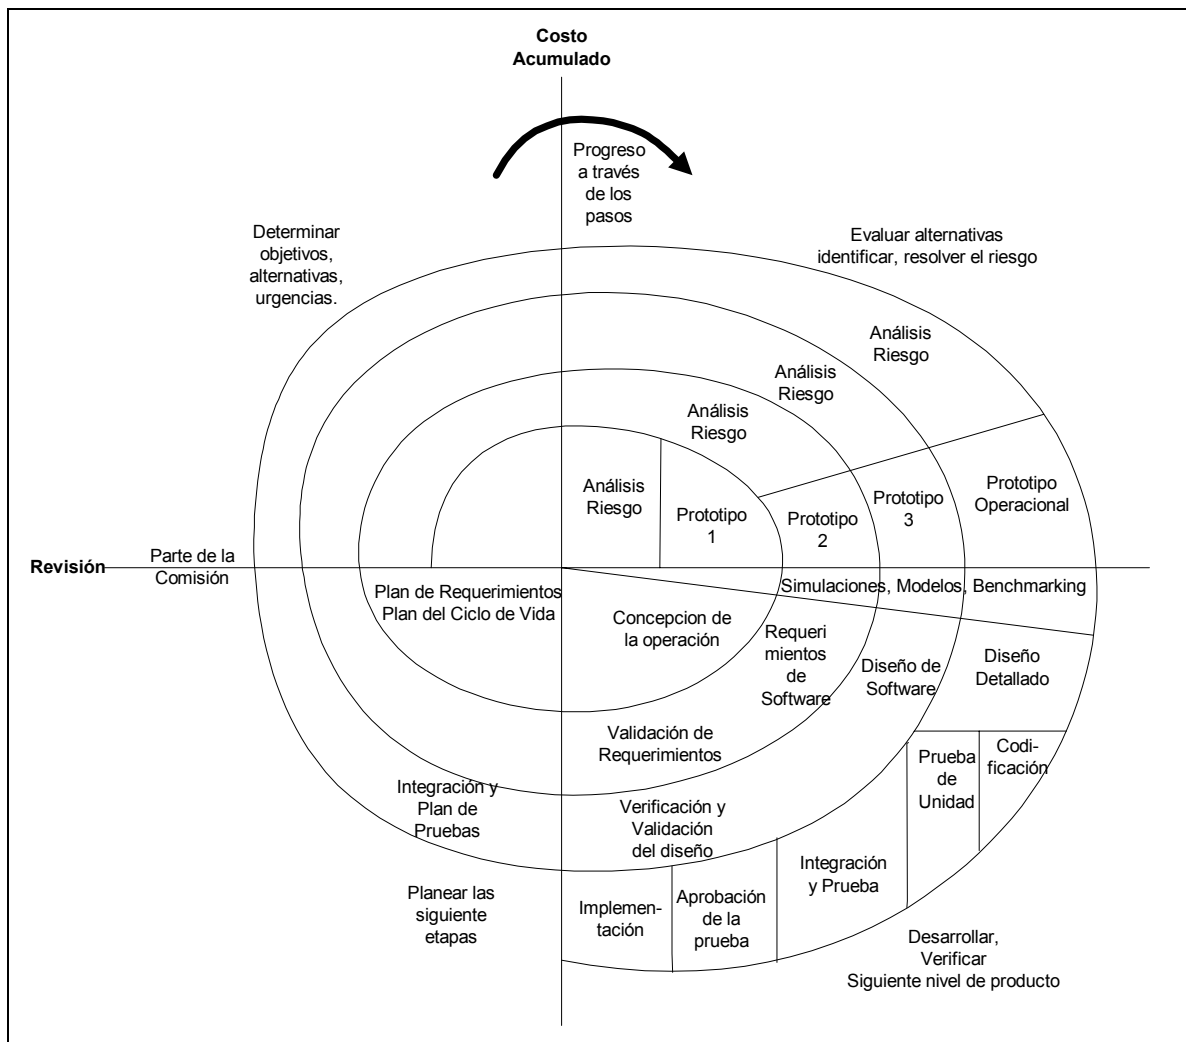 Costo
Acumulado
Progreso
a través
de los
pasos
Determinar
objetivos,
alternativas,
urgencias.
Evaluar alternativas
identificar, resolver el riesgo
Análisis
Riesgo
Análisis
Riesgo
Análisis
Riesgo
Análisis
Riesgo
Prototipo
1
Prototipo
2
Prototipo
3
Prototipo
Operacional
Revisión
Parte de la
Comisión
Plan de Requerimientos
Plan del Ciclo de Vida
Simulaciones, Modelos, Benchmarking
Concepcion de
la operación
Requeri
mientos
de
Software
Diseño de
Software
Diseño
Detallado
Validación de
Requerimientos
Prueba
de
Unidad
Codi-
ficación
Integración y
Plan de
Pruebas
Verificación y
Validación
del diseño
Integración
y Prueba
Planear las
siguiente
etapas
Implemen-
tación
Aprobación
de la
prueba
Desarrollar,
Verificar
Siguiente nivel de producto